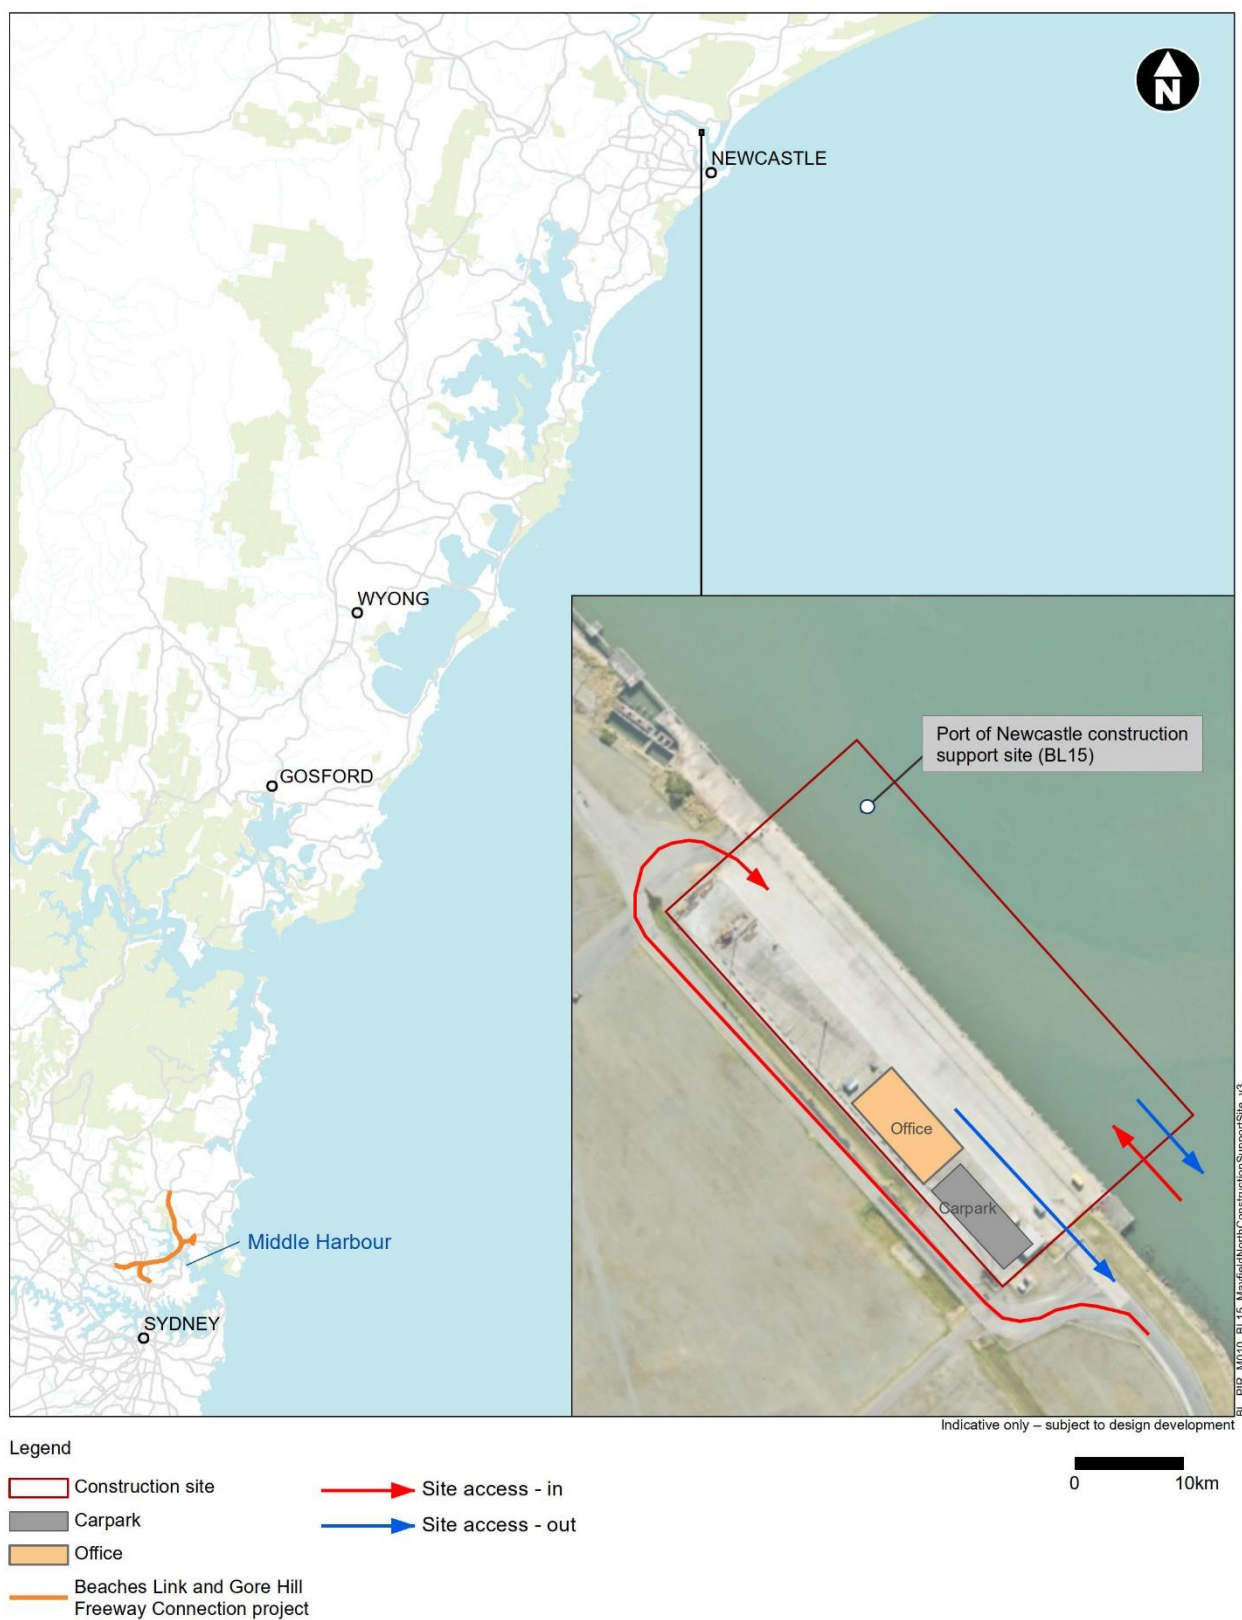 N
NEWCASTLE
WYONG
Port of Newcastle construction
support site (BL15)
GOSFORD
Office
Carpark
Middle Harbour
SYDNEY
BL_PIR_M010_BL15_MayfieldNorthConstructionSupportSite_v3
Indicative only – subject to design development
Legend
Construction site
Carpark
Office
Beaches Link and Gore Hill
Freeway Connection project
Site access - in
Site access - out
0 10km